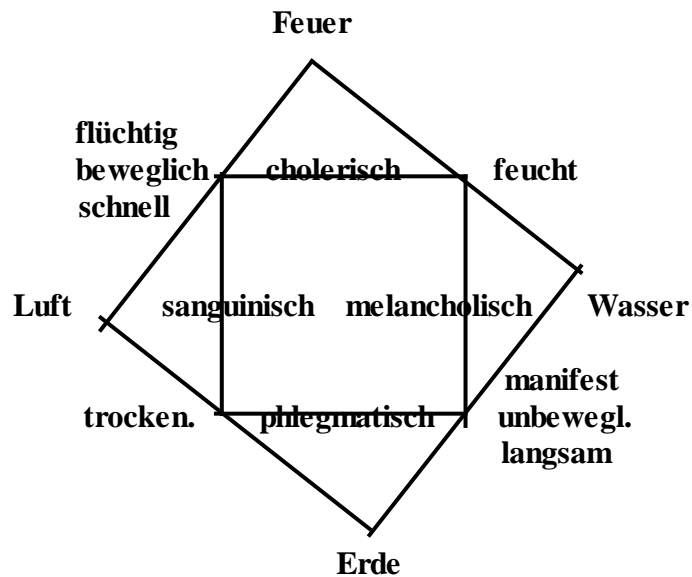 Feuer
flüchtig
beweglich cholerisch feucht
schnell
Luft sanguinisch melancholisch Wasser
manifest
trocken. phlegmatisch unbewegl.
langsam
Erde